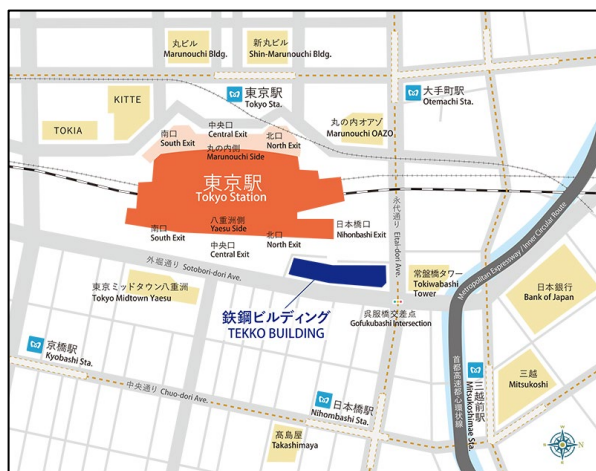 丸ビル
Marunouchi Bldg.
新丸ビル
Shin-Marunouchi Bldg.
東京駅
Tokyo Sta.
大手町駅
Otemachi Sta.
KITTE
TOKIA
丸の内オアゾ
Marunouchi OAZO
南口
South Exit
中央口
Central Exit
北口
North Exit
丸の内側
Marunouchi Side
東京駅
Tokyo Station
八重洲側
Yaesu Side
南口
South Exit
中央口
Central Exit
北口
North Exit
日本橋口
Nihonbashi Exit
永代通り Eitai-dori Ave.
外堀通り Sotobori-dori Ave.
東京ミッドタウン八重洲
Tokyo Midtown Yaesu
鉄鋼ビルディング
TEKKO BUILDING
常盤橋タワー
Tokiwabashi
Tower
呉服橋交差点
Gofukubashi Intersection
Metropolitan Expressway / Inner Circular Route
首都高速都心環状線
日本銀行
Bank of Japan
三越
Mitsukoshi
三越前駅
Mitsukoshimae Sta.
京橋駅
Kyobashi Sta.
中央通り Chuo-dori Ave.
日本橋駅
Nihombashi Sta.
髙島屋
Takashimaya
N